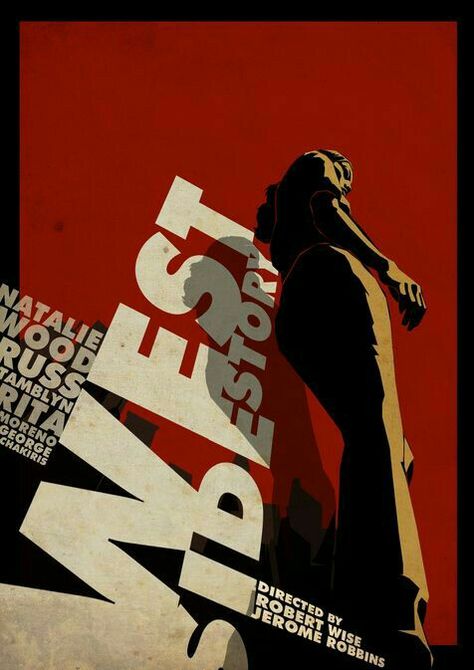 WEST
SIDE STORY
NATALIE
WOOD
RUSS
TAMBLYN
RITA
MORENO
GEORGE
CHAKIRIS
DIRECTED BY
ROBERT WISE
JEROME ROBBINS